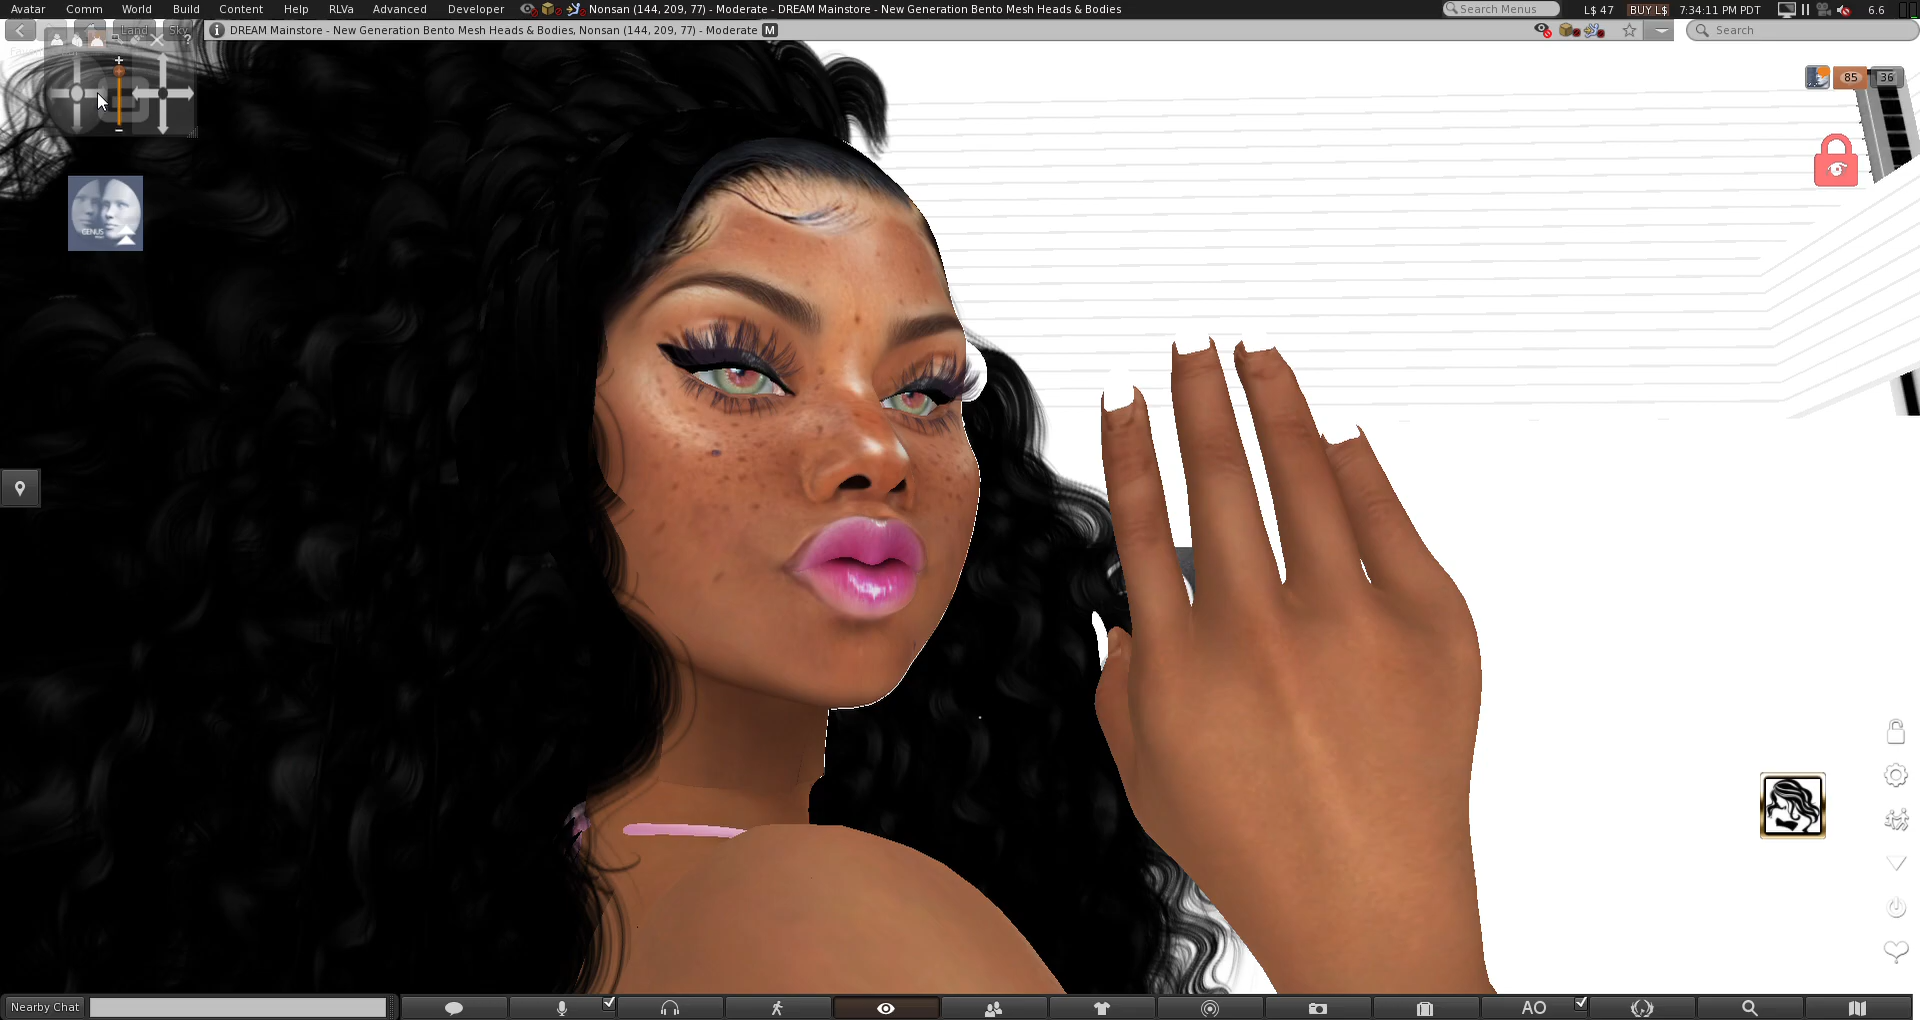 Avatar Comm World Build Content Help RLVa Advanced Developer Nonsan (144, 209, 77) - Moderate - DREAM Mainstore - New Generation Bento Mesh Heads & Bodies Search Menus L$ 47 BUY L$ 7:34:11 PM PDT 6.6
Land Sky ? DREAM Mainstore - New Generation Bento Mesh Heads & Bodies, Nonsan (144, 209, 77) - Moderate M Search
85 36
GENUS
Nearby Chat AO